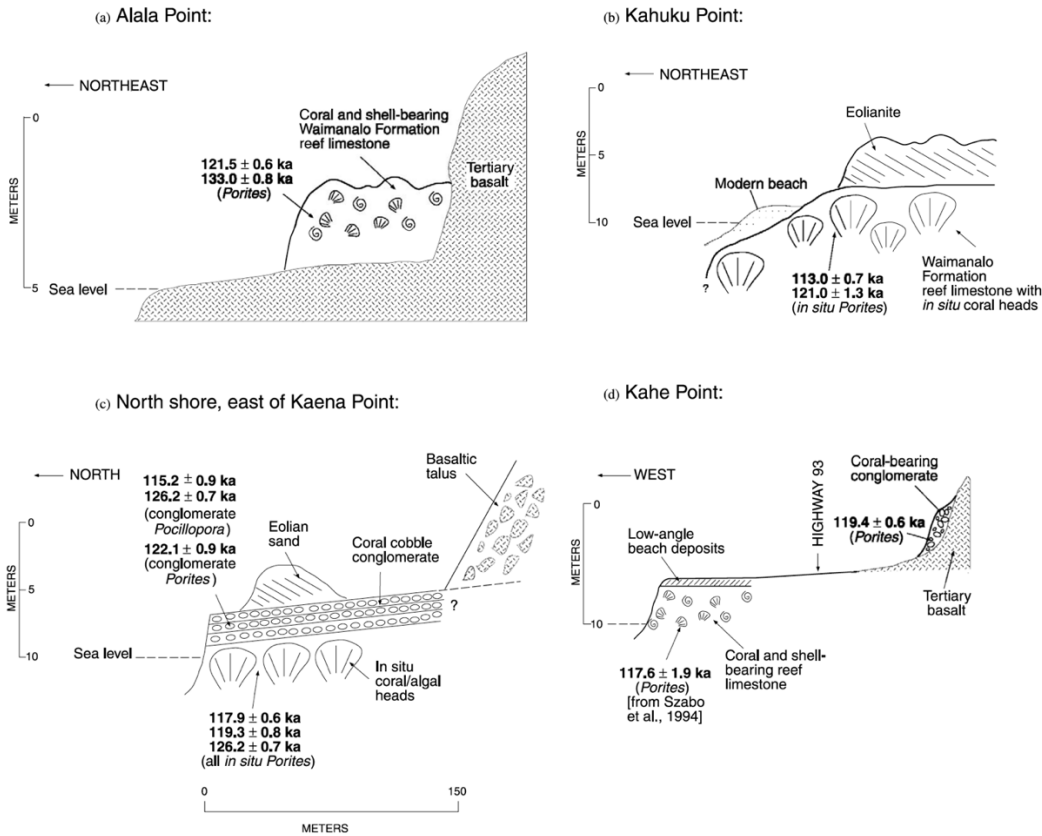 (a) Alala Point:
NORTHEAST
0
5
METERS
Coral and shell-bearing
Waimanalo Formation
reef limestone
121.5 ± 0.6 ka
133.0 ± 0.8 ka
(Porites)
Tertiary
basalt
Sea level
(b) Kahuku Point:
NORTHEAST
0
5
10
METERS
Eolianite
Modern beach
Sea level
?
113.0 ± 0.7 ka
121.0 ± 1.3 ka
(in situ Porites)
Waimanalo
Formation
reef limestone with
in situ coral heads
(c) North shore, east of Kaena Point:
NORTH
0
5
10
METERS
115.2 ± 0.9 ka
126.2 ± 0.7 ka
(conglomerate
Pocillopora)
122.1 ± 0.9 ka
(conglomerate
Porites)
Eolian
sand
Basaltic
talus
Coral cobble
conglomerate
?
Sea level
In situ
coral/algal
heads
117.9 ± 0.6 ka
119.3 ± 0.8 ka
126.2 ± 0.7 ka
(all in situ Porites)
0
150
METERS
(d) Kahe Point:
WEST
0
5
10
METERS
HIGHWAY 93
Coral-bearing
conglomerate
119.4 ± 0.6 ka
(Porites)
Low-angle
beach deposits
Tertiary
basalt
Sea level
117.6 ± 1.9 ka
(Porites)
[from Szabo
et al., 1994]
Coral and shell-
bearing reef
limestone